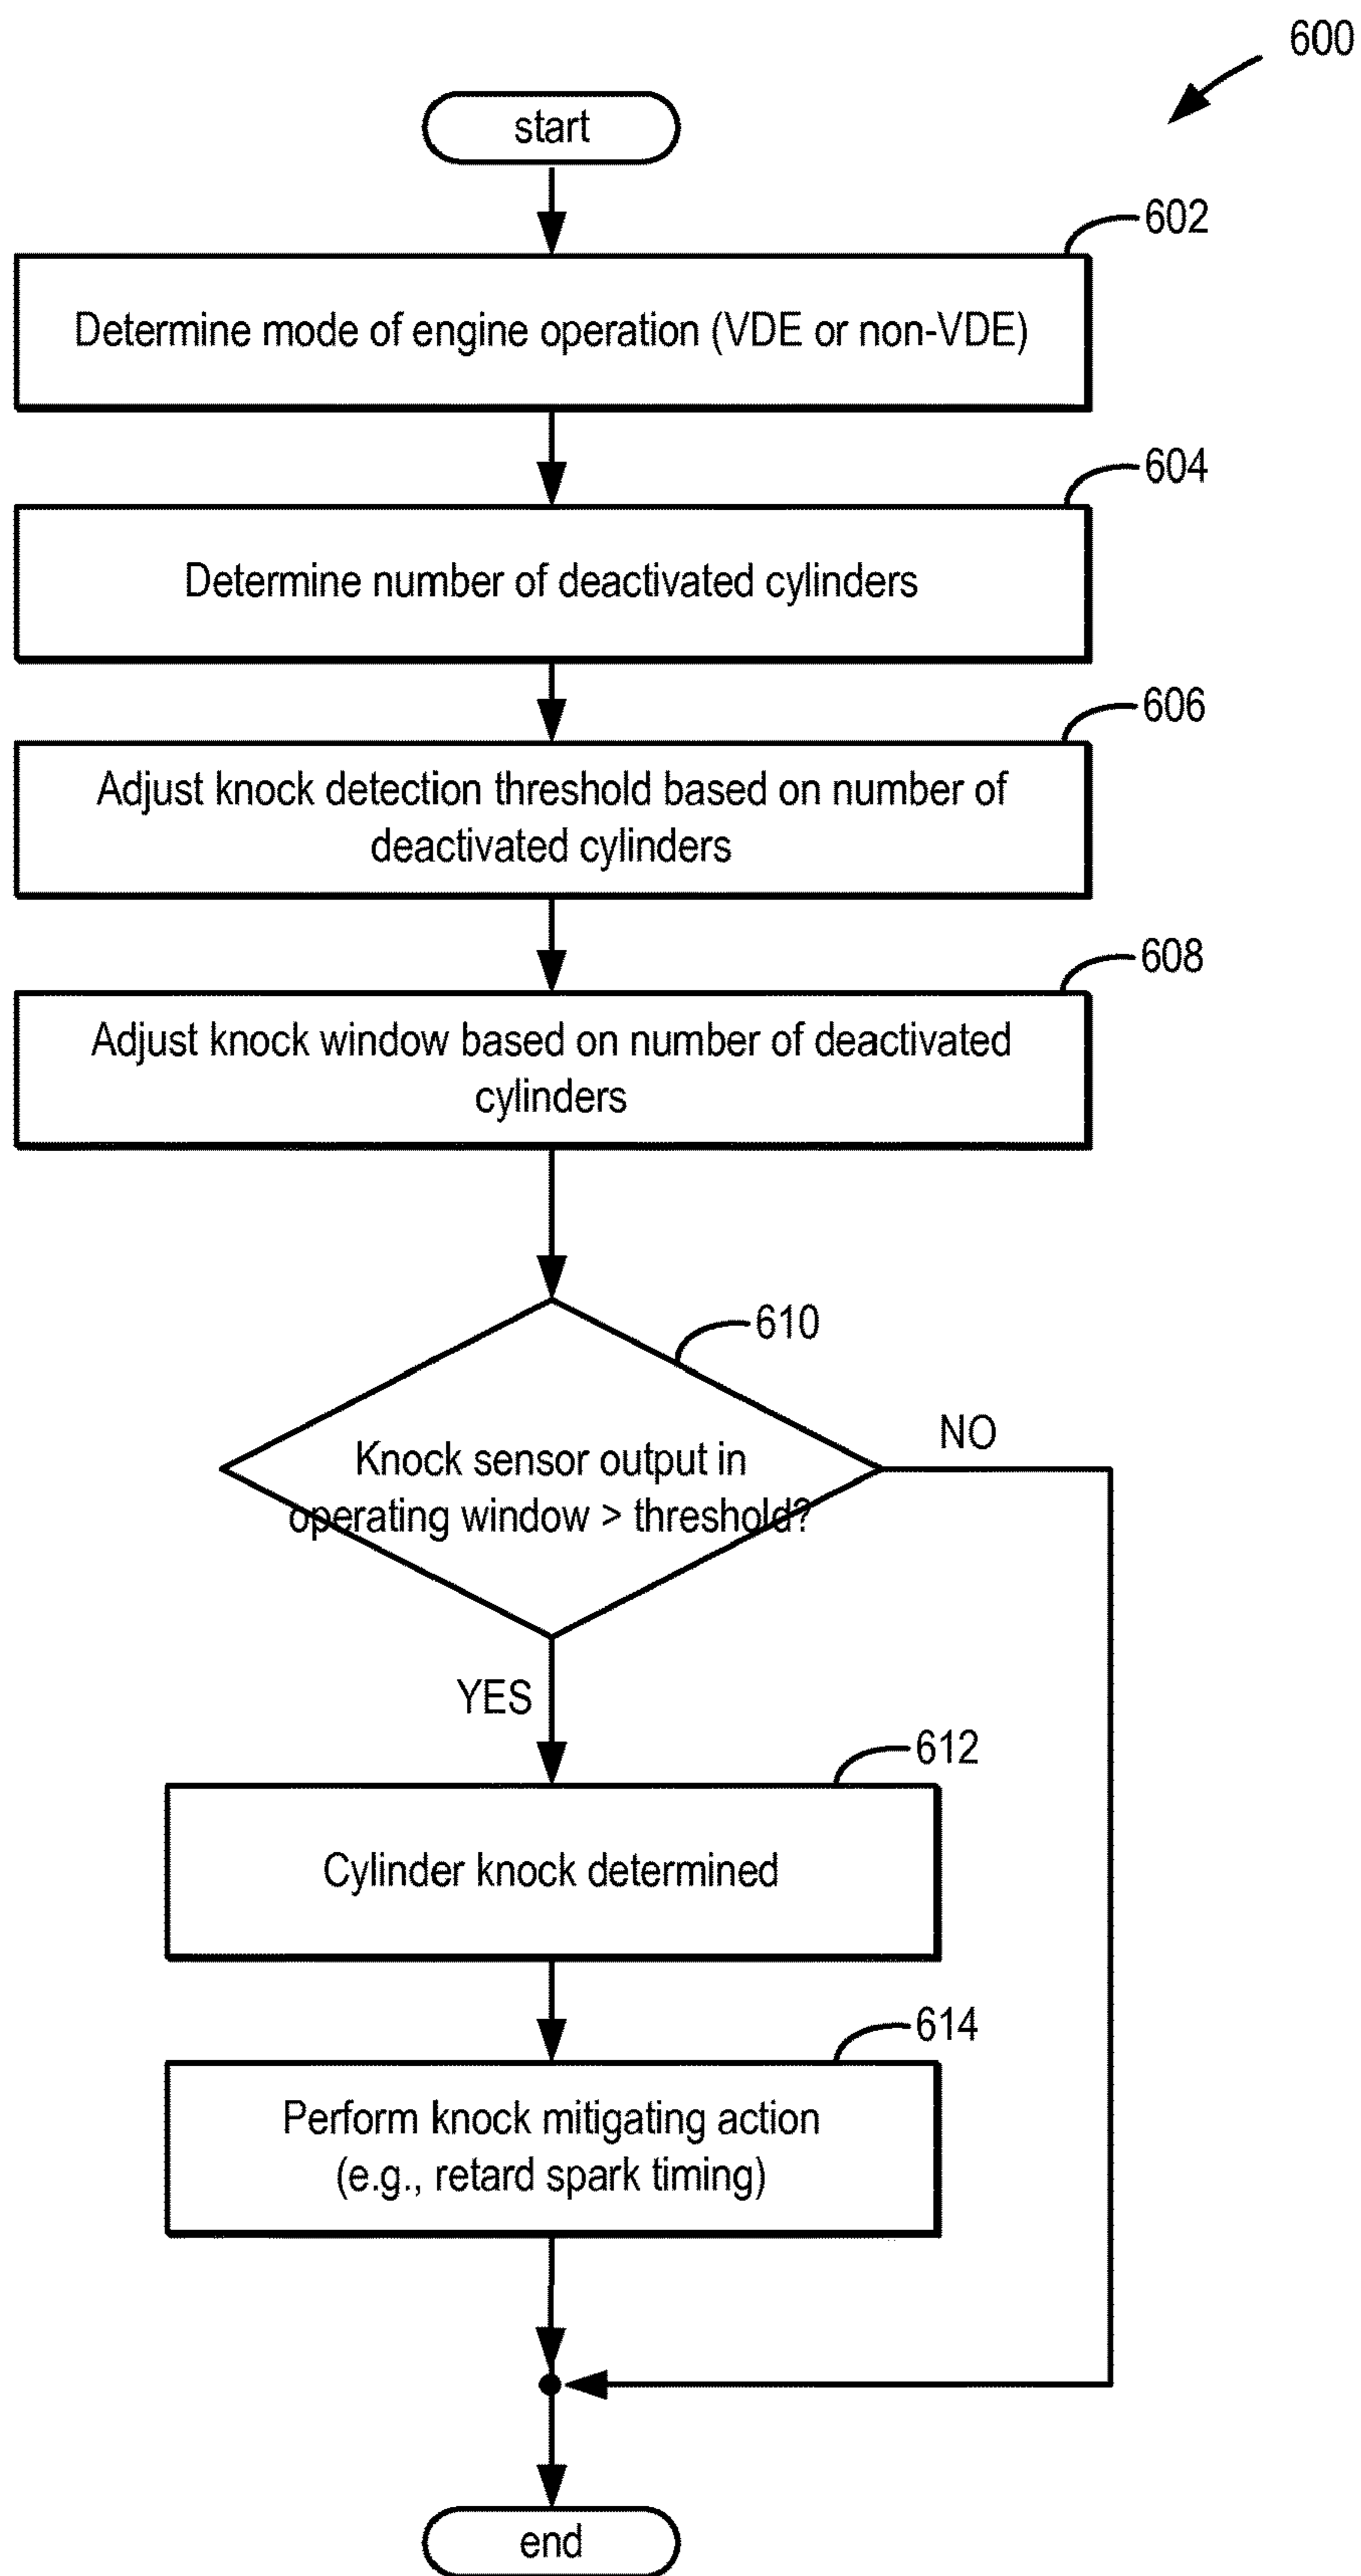 600
start
602
Determine mode of engine operation (VDE or non-VDE)
604
Determine number of deactivated cylinders
606
Adjust knock detection threshold based on number of
deactivated cylinders
608
Adjust knock window based on number of deactivated
cylinders
610
NO
Knock sensor output in
operating window > threshold?
YES
612
Cylinder knock determined
614
Perform knock mitigating action
(e.g., retard spark timing)
end